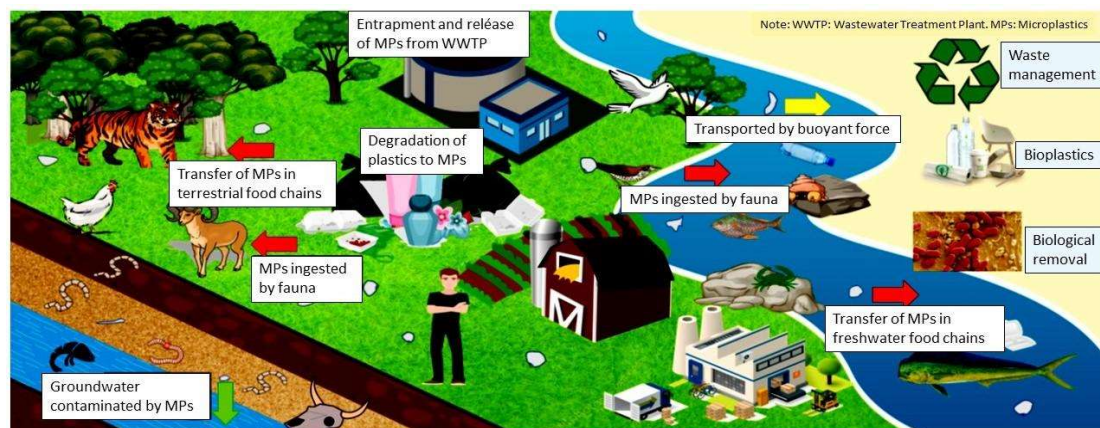 Entrapment and reléase
of MPs from WWTP
Note: WWTP: Wastewater Treatment Plant. MPs: Microplastics
Waste
management
Degradation of
plastics to MPs
Transported by buoyant force
Bioplastics
Transfer of MPs in
terrestrial food chains
MPs ingested by fauna
Biological
removal
MPs ingested
by fauna
Transfer of MPs in
freshwater food chains
Groundwater
contaminated by MPs